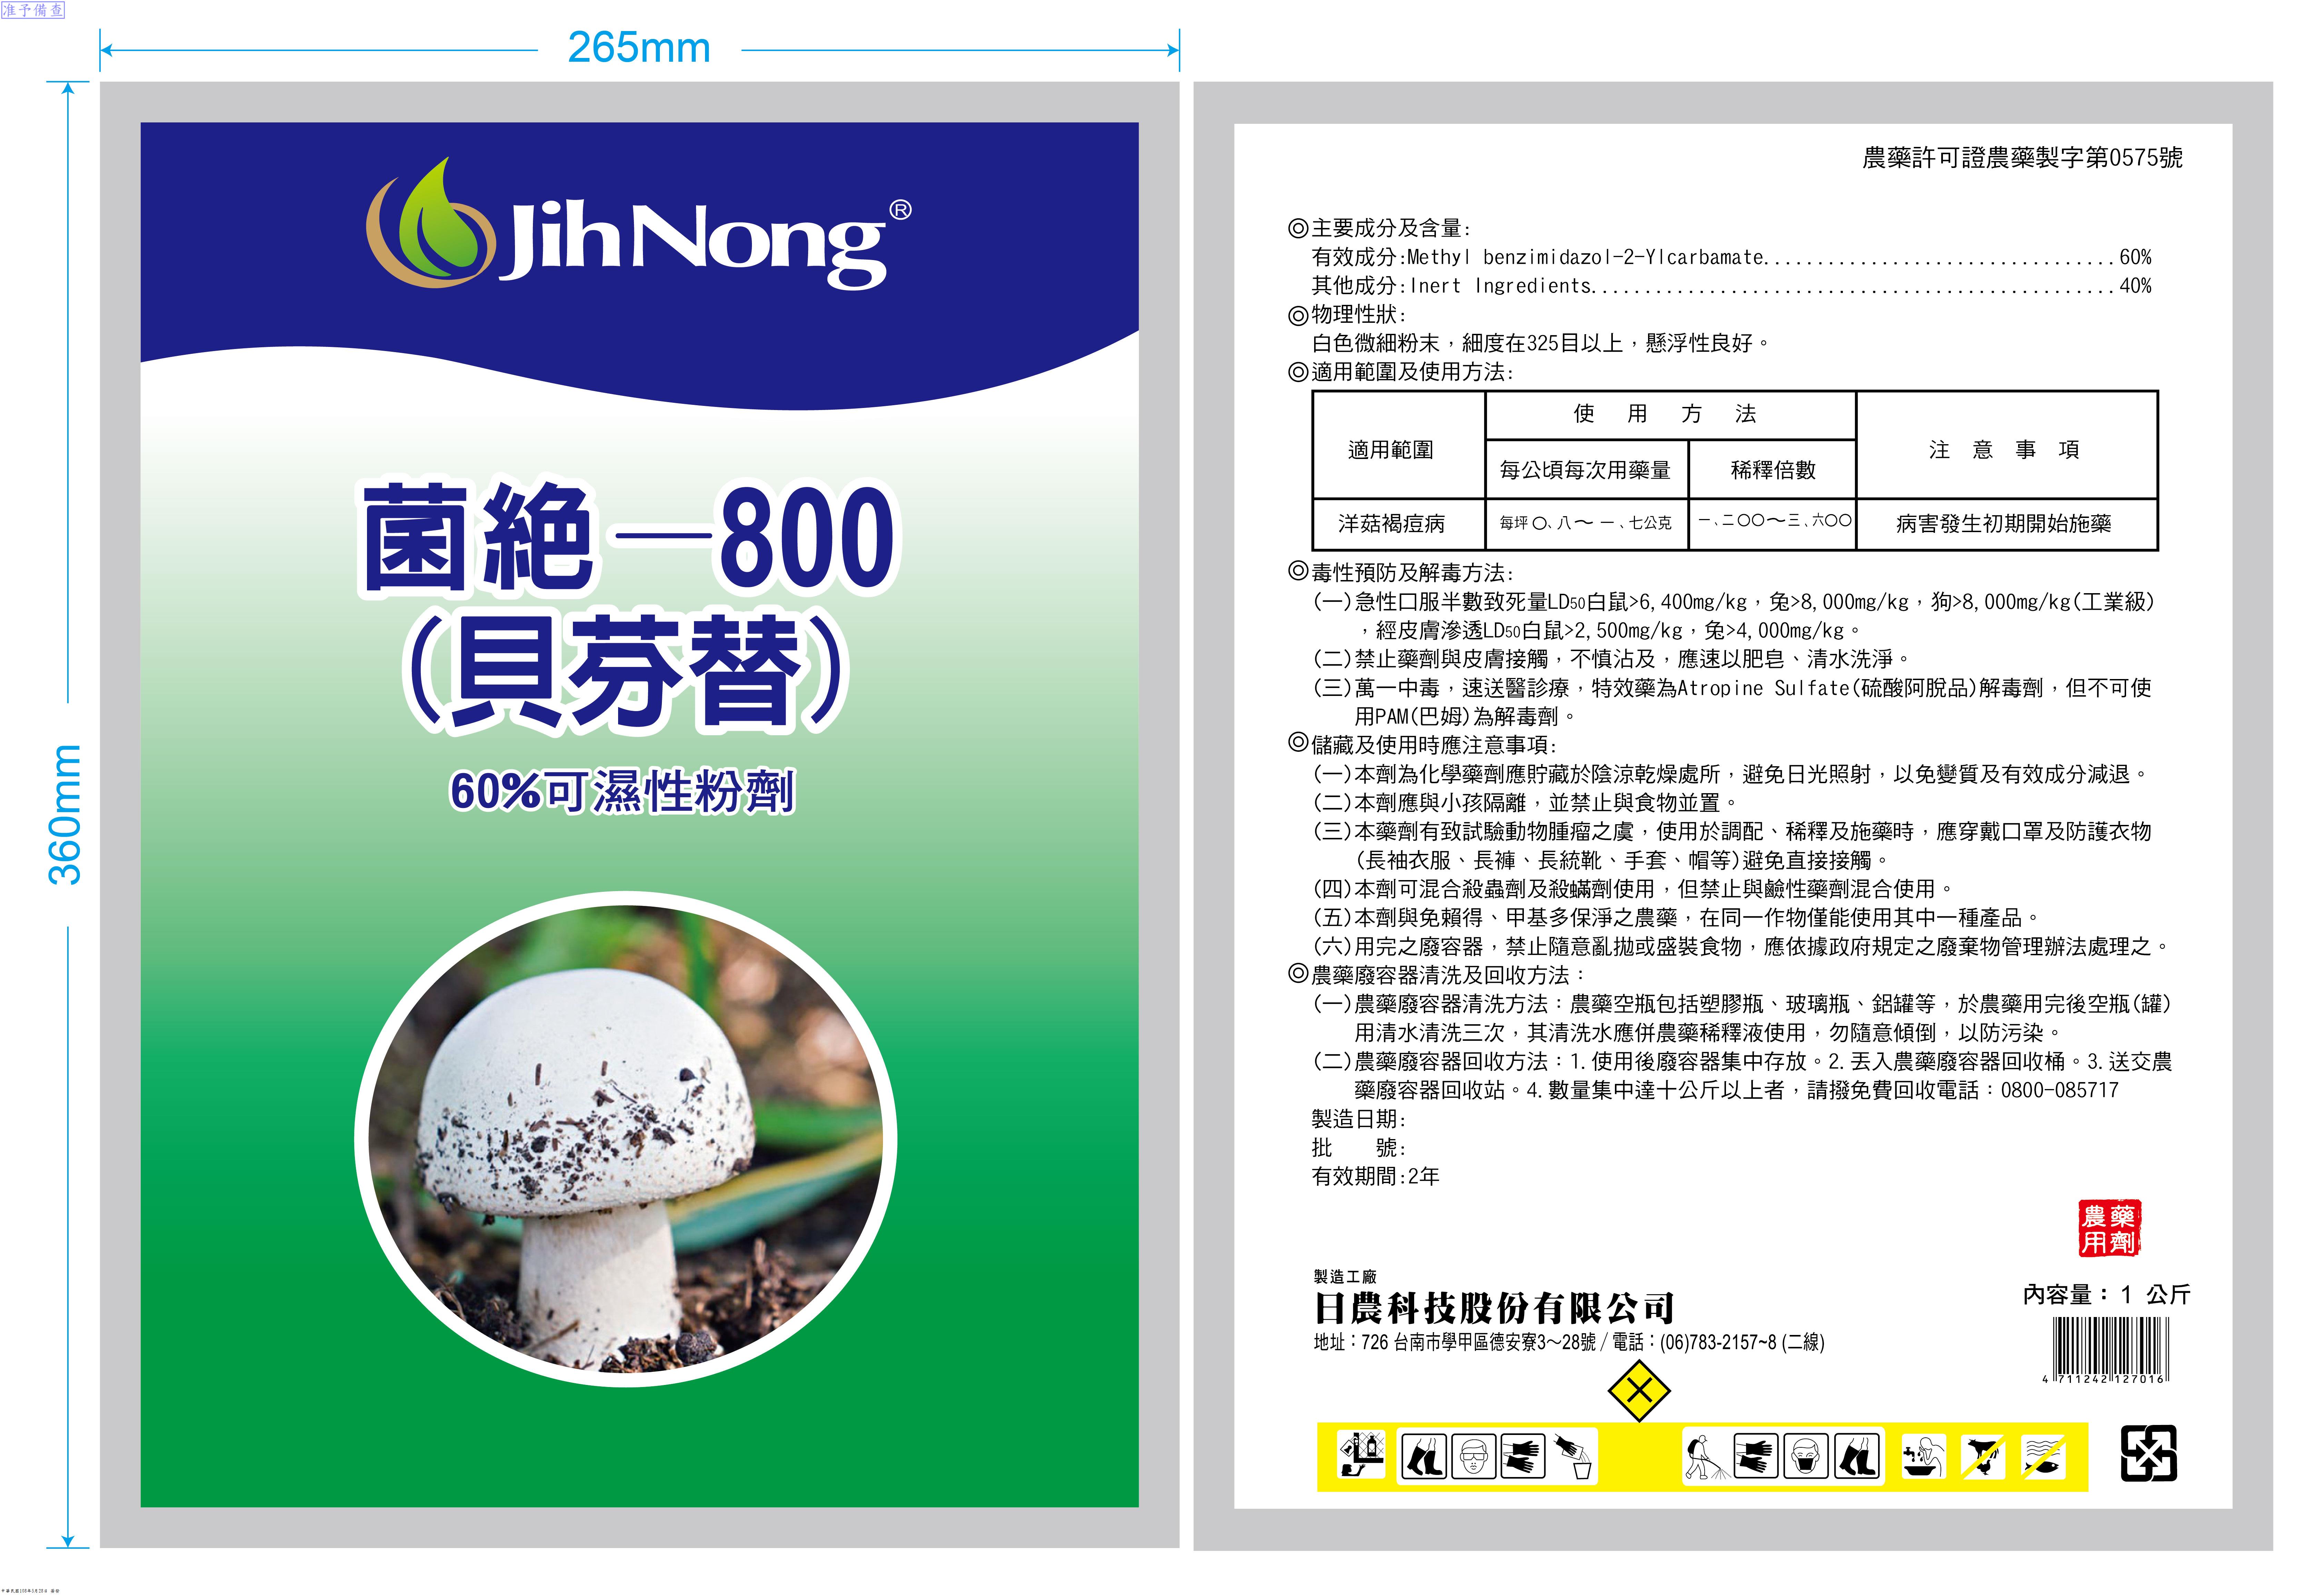 准予備查
265mm
360mm
JihNong®
菌絕—800
(貝芬替)
60%可濕性粉劑
農藥許可證農藥製字第0575號
◎主要成分及含量:
有效成分:Methyl benzimidazol-2-Ylcarbamate................................60%
其他成分:Inert Ingredients................................................40%
◎物理性狀:
白色微細粉末，細度在325目以上，懸浮性良好。
◎適用範圍及使用方法:
適用範圍 使用方法 注意事項
每公頃每次用藥量 稀釋倍數
洋菇褐痘病 每坪〇、八～一、七公克 一、二〇〇～三、六〇〇 病害發生初期開始施藥
◎毒性預防及解毒方法:
(一)急性口服半數致死量LD50白鼠>6,400mg/kg，兔>8,000mg/kg，狗>8,000mg/kg(工業級)
，經皮膚滲透LD50白鼠>2,500mg/kg，兔>4,000mg/kg。
(二)禁止藥劑與皮膚接觸，不慎沾及，應速以肥皂、清水洗淨。
(三)萬一中毒，速送醫診療，特效藥為Atropine Sulfate(硫酸阿脫品)解毒劑，但不可使
用PAM(巴姆)為解毒劑。
◎儲藏及使用時應注意事項:
(一)本劑為化學藥劑應貯藏於陰涼乾燥處所，避免日光照射，以免變質及有效成分減退。
(二)本劑應與小孩隔離，並禁止與食物並置。
(三)本藥劑有致試驗動物腫瘤之虞，使用於調配、稀釋及施藥時，應穿戴口罩及防護衣物
(長袖衣服、長褲、長統靴、手套、帽等)避免直接接觸。
(四)本劑可混合殺蟲劑及殺蟎劑使用，但禁止與鹼性藥劑混合使用。
(五)本劑與免賴得、甲基多保淨之農藥，在同一作物僅能使用其中一種產品。
(六)用完之廢容器，禁止隨意亂拋或盛裝食物，應依據政府規定之廢棄物管理辦法處理之。
◎農藥廢容器清洗及回收方法：
(一)農藥廢容器清洗方法：農藥空瓶包括塑膠瓶、玻璃瓶、鋁罐等，於農藥用完後空瓶(罐)
用清水清洗三次，其清洗水應併農藥稀釋液使用，勿隨意傾倒，以防污染。
(二)農藥廢容器回收方法：1.使用後廢容器集中存放。2.丟入農藥廢容器回收桶。3.送交農
藥廢容器回收站。4.數量集中達十公斤以上者，請撥免費回收電話：0800-085717
製造日期:
批　　號:
有效期間:2年
農藥
用劑
製造工廠
日農科技股份有限公司
地址：726 台南市學甲區德安寮3～28號 / 電話：(06)783-2157~8 (二線)
內容量：1 公斤
4 711242 127016